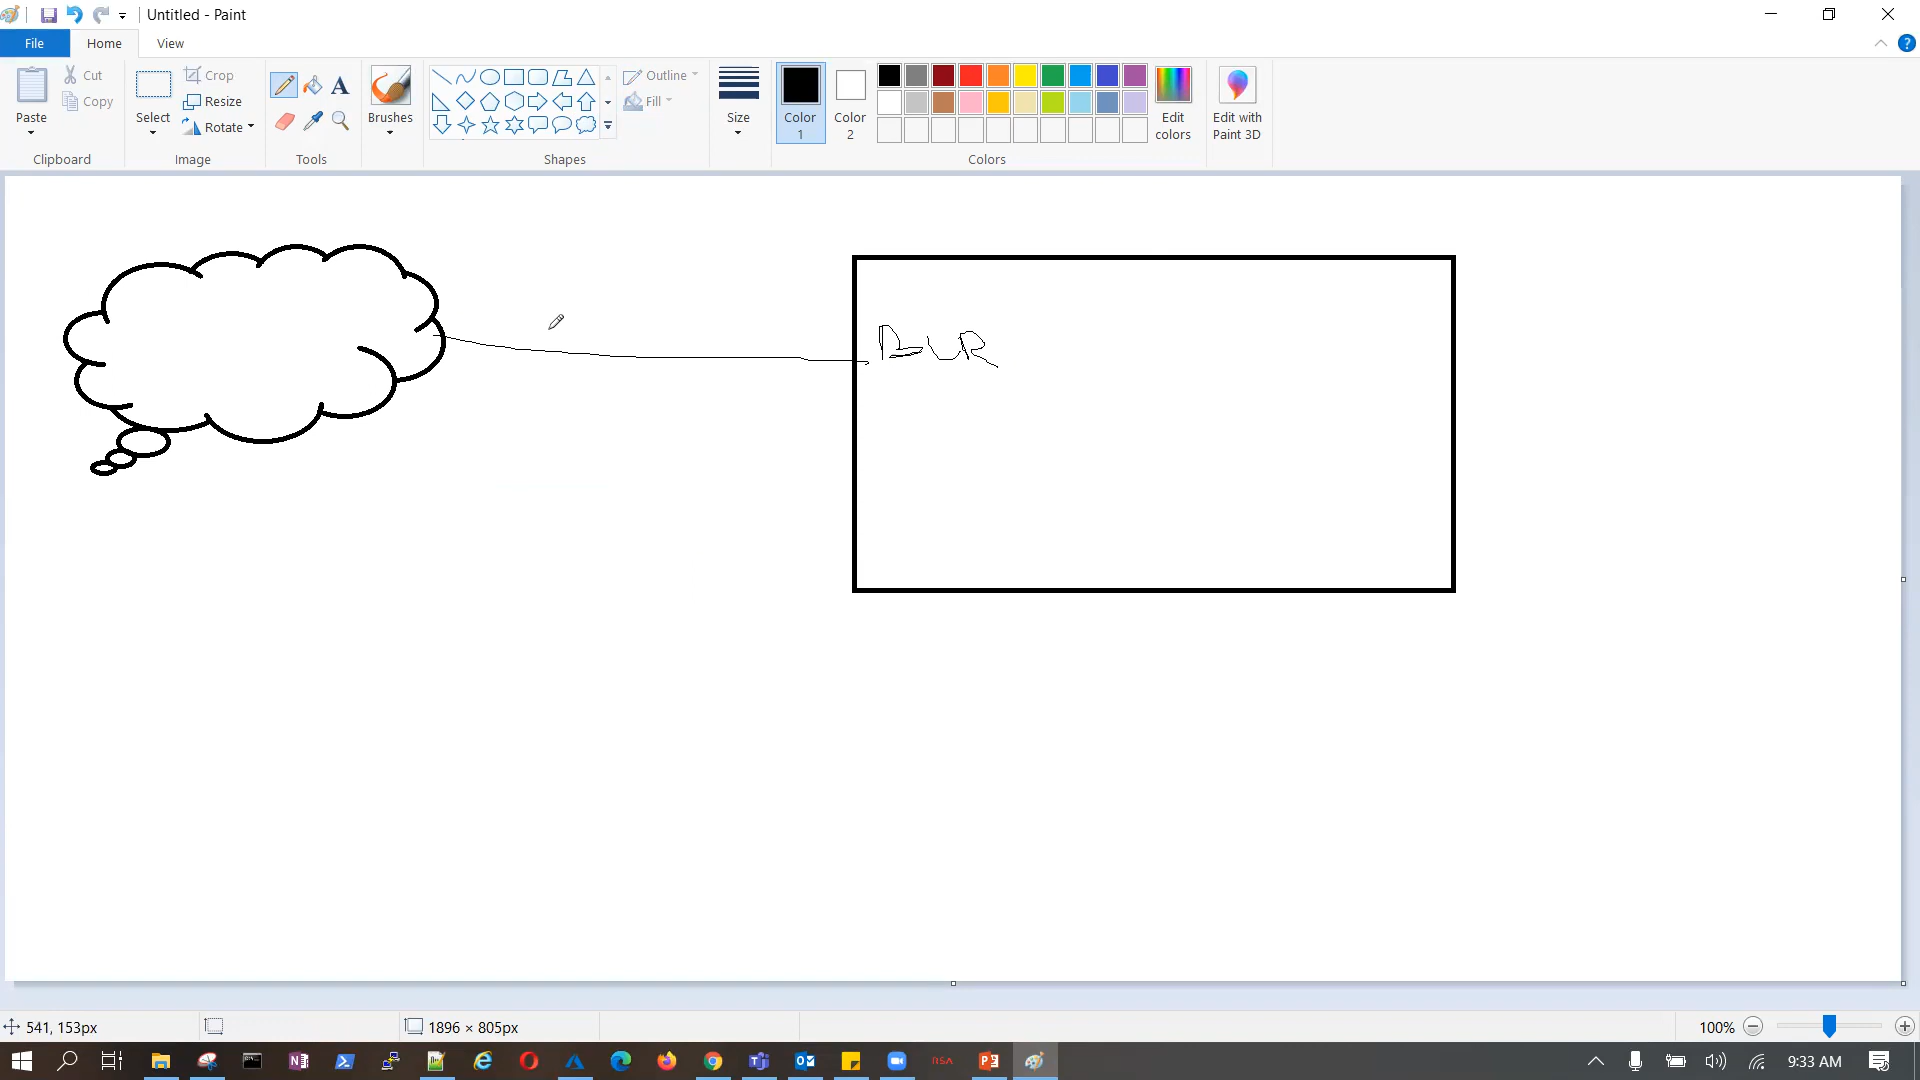 Untitled - Paint
File
Home
View
Paste
Cut
Copy
Clipboard
Select
Crop
Resize
Rotate
Image
Tools
Brushes
Shapes
Outline
Fill
Size
Color 1
Color 2
Edit colors
Colors
Edit with Paint 3D
541, 153px
1896 × 805px
100%
RSA
9:33 AM